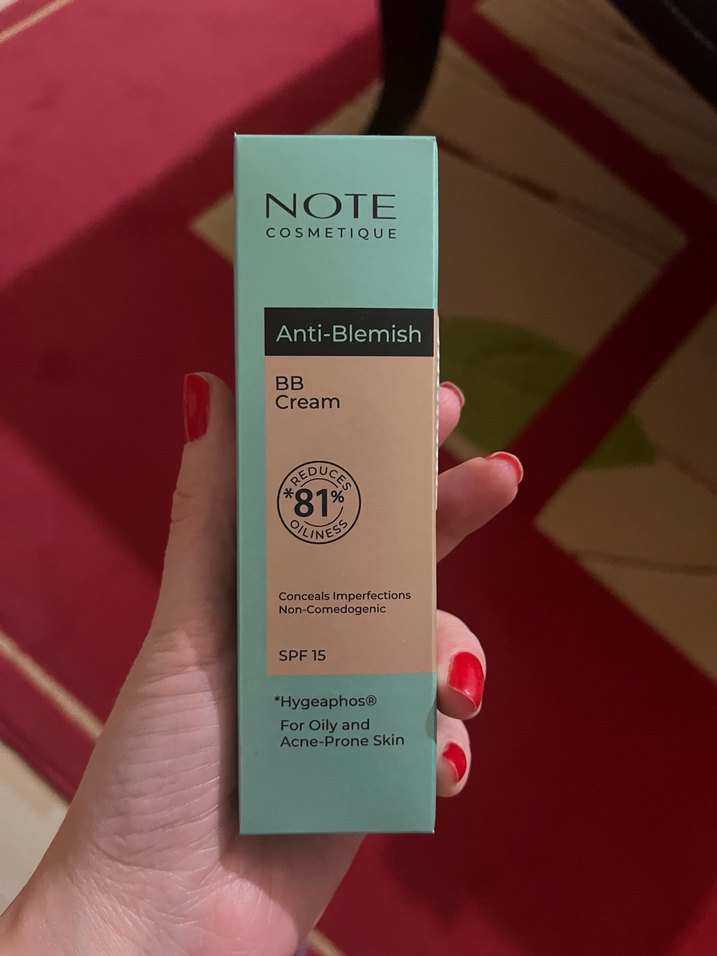 NOTE
COSMETIQUE
Anti-Blemish
BB
Cream
REDUCES
*81%
OILINESS
Conceals Imperfections
Non-Comedogenic
SPF 15
*Hygeaphos®
For Oily and
Acne-Prone Skin